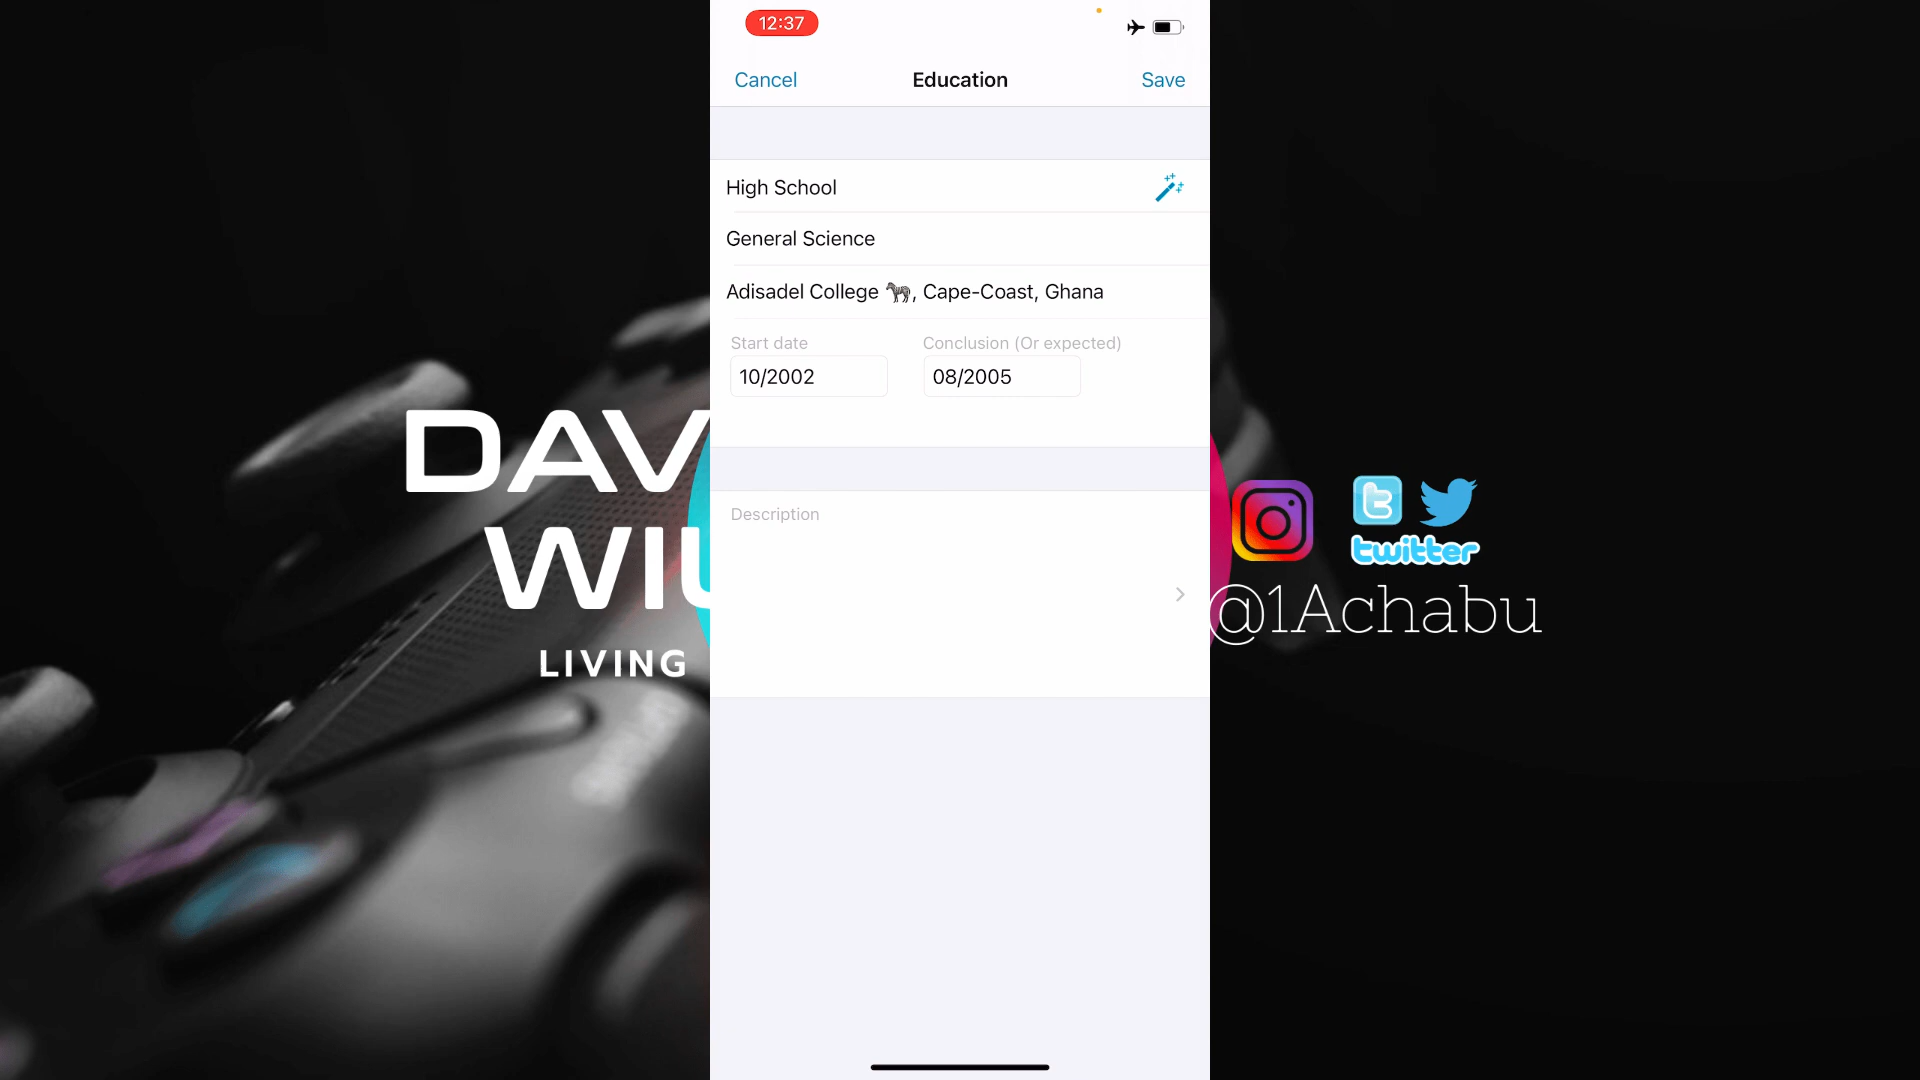 12:37
Cancel
Education
Save
High School
General Science
Adisadel College 🦓, Cape-Coast, Ghana
Start date
Conclusion (Or expected)
10/2002
08/2005
Description
DAV
WIL
LIVING
t
twitter
@1Achabu